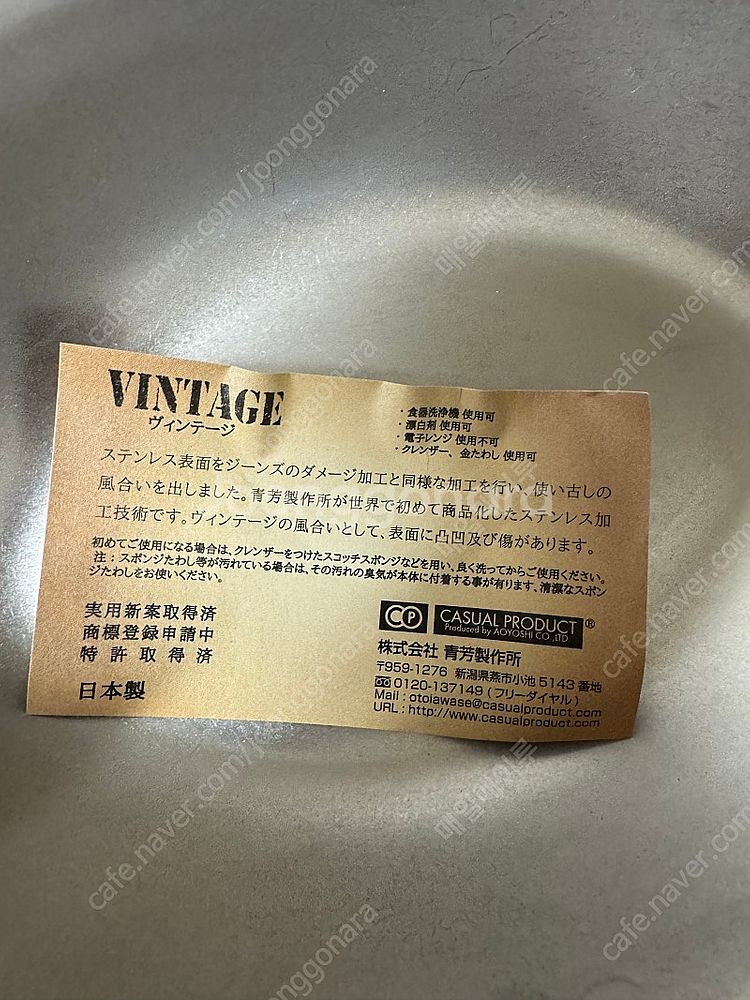 VINTAGE
ヴィンテージ
・食器洗浄機 使用可
・漂白剤 使用可
・電子レンジ 使用不可
・クレンザー、金たわし 使用可
ステンレス表面をジーンズのダメージ加工と同様な加工を行い、使い古しの
風合いを出しました。青芳製作所が世界で初めて商品化したステンレス加
工技術です。ヴィンテージの風合いとして、表面に凸凹及び傷があります。
初めてご使用になる場合は、クレンザーをつけたスコッチスポンジなどを用い、良く洗ってからご使用ください。
注：スポンジたわし等が汚れている場合は、その汚れの臭気が本体に付着する事が有ります、清潔なスポン
ジたわしをお使いください。
実用新案取得済
商標登録申請中
特許取得済
日本製
CP CASUAL PRODUCT®
Produced by AOYOSHI CO.,LTD
株式会社 青芳製作所
〒959-1276 新潟県燕市小池5143番地
0120-137149(フリーダイヤル)
Mail : otoiawase@casualproduct.com
URL : http://www.casualproduct.com
cafe.naver.com/joonggonara
joonggonara